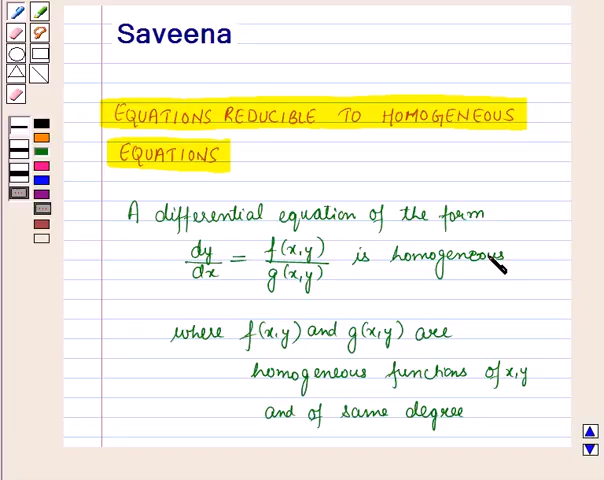 Saveena
EQUATIONS REDUCIBLE TO HOMOGENEOUS
EQUATIONS
A differential equation of the form
dy/dx = f(x,y)/g(x,y) is homogeneous
where f(x,y) and g(x,y) are
homogeneous functions of x,y
and of same degree